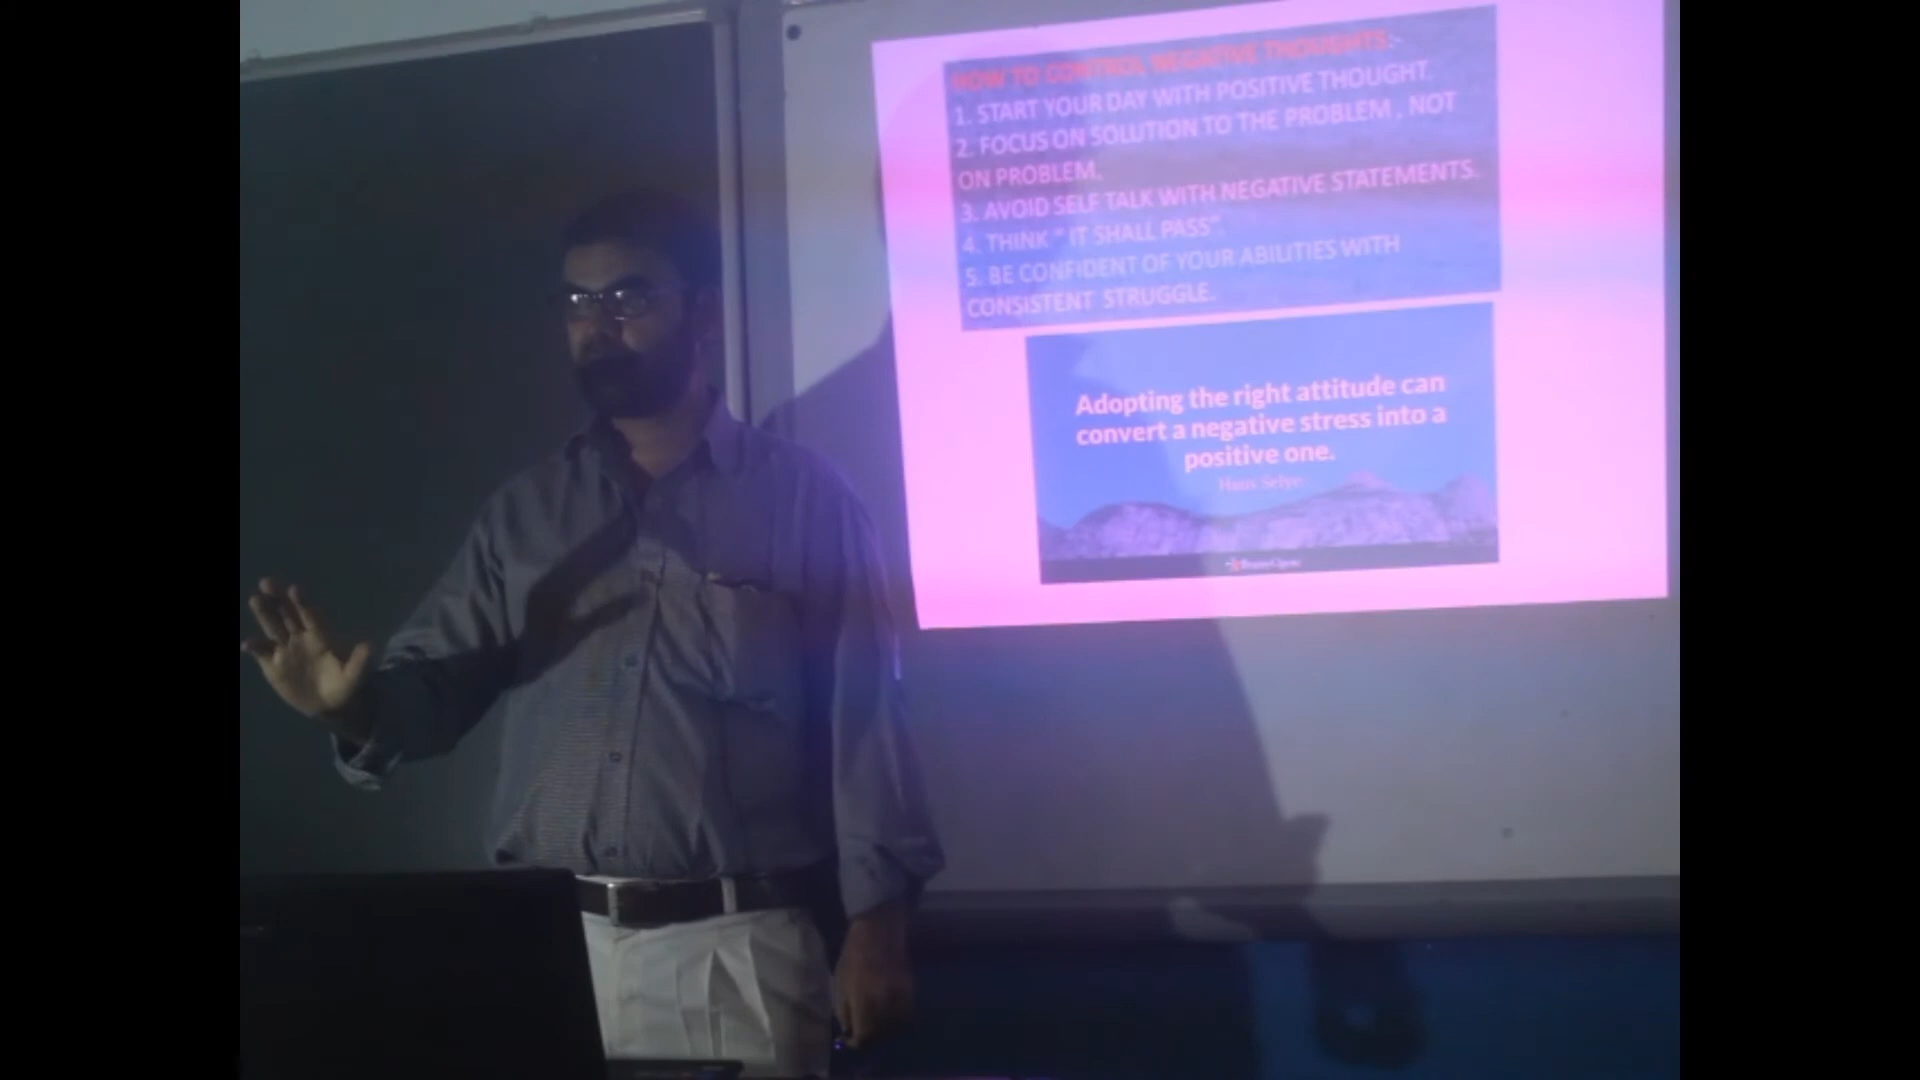 HOW TO CONTROL NEGATIVE THOUGHTS:-
1. START YOUR DAY WITH POSITIVE THOUGHT.
2. FOCUS ON SOLUTION TO THE PROBLEM , NOT
ON PROBLEM.
3. AVOID SELF TALK WITH NEGATIVE STATEMENTS.
4. THINK " IT SHALL PASS".
5. BE CONFIDENT OF YOUR ABILITIES WITH
CONSISTENT STRUGGLE.
Adopting the right attitude can
convert a negative stress into a
positive one.
Hans Selye